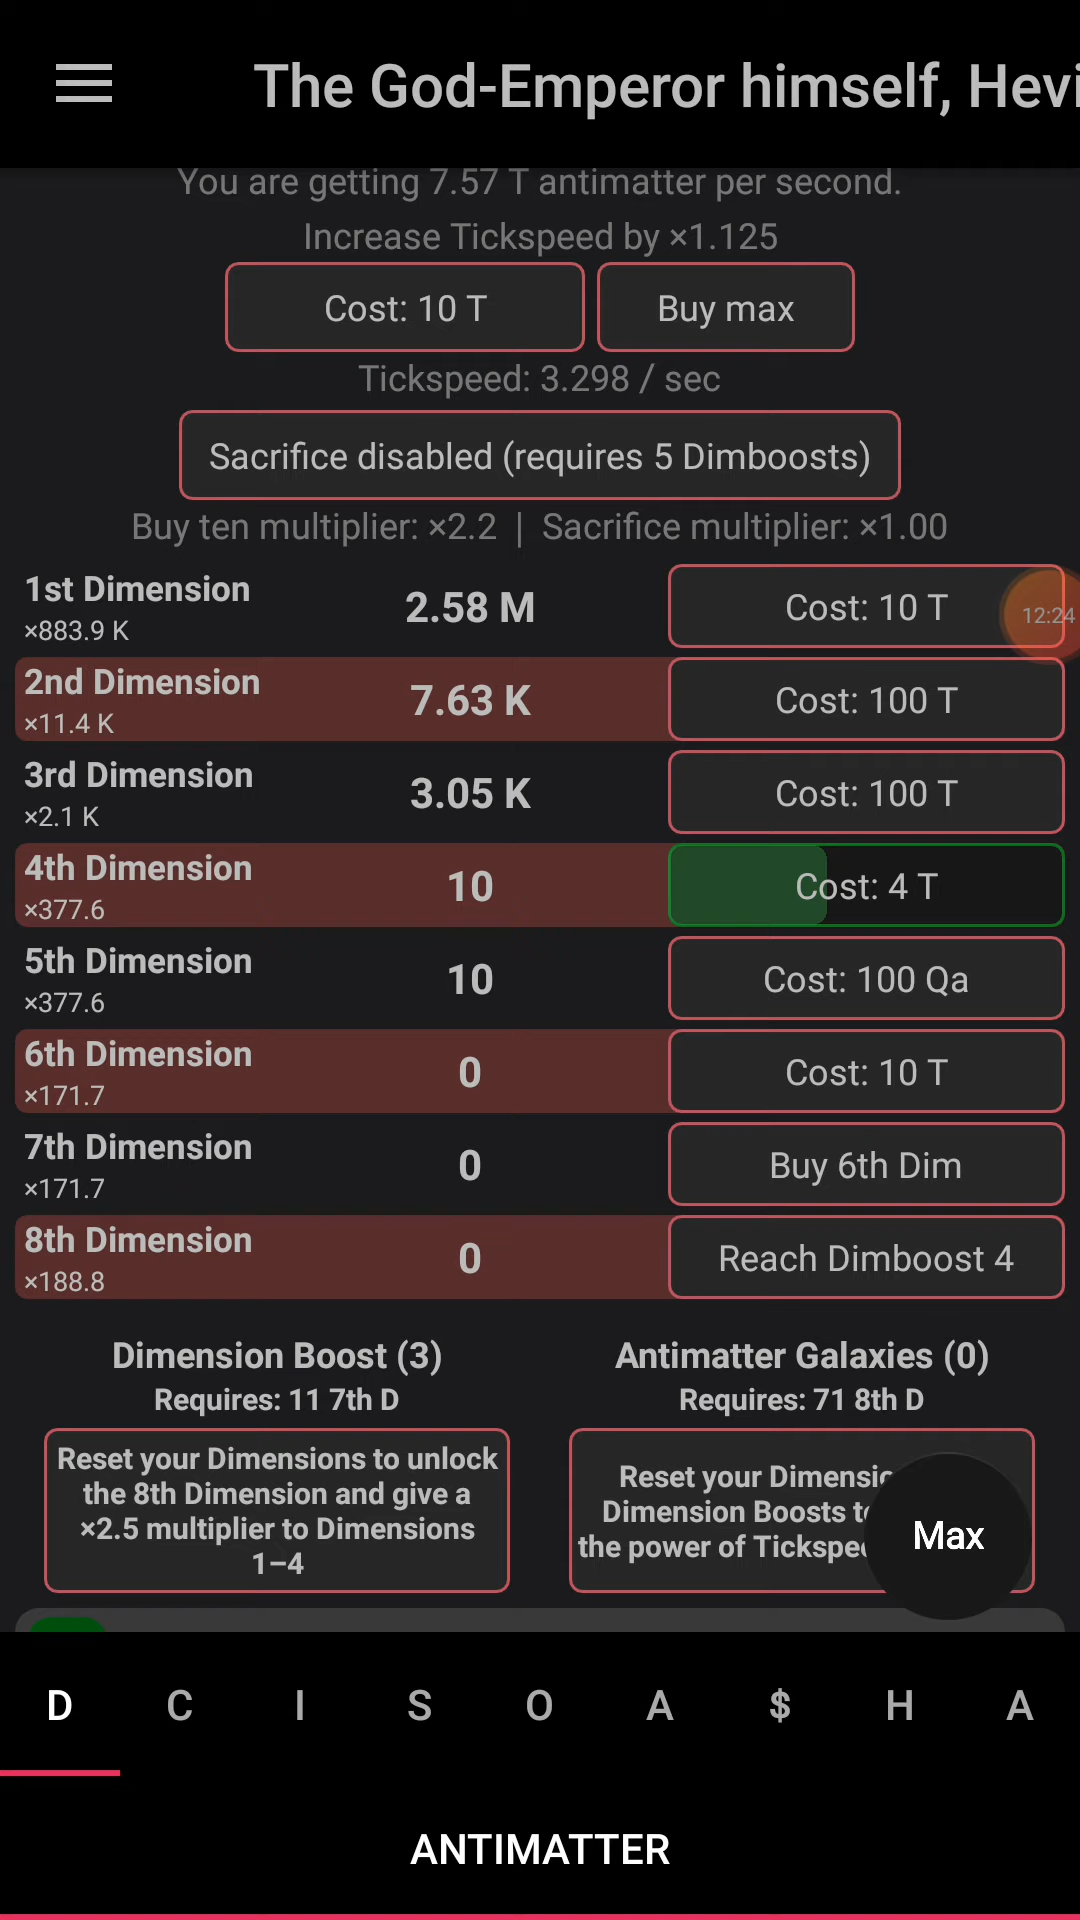 The God-Emperor himself, Hevi
You are getting 7.57 T antimatter per second.
Increase Tickspeed by ×1.125
Cost: 10 T
Buy max
Tickspeed: 3.298 / sec
Sacrifice disabled (requires 5 Dimboosts)
Buy ten multiplier: ×2.2 | Sacrifice multiplier: ×1.00
1st Dimension
×883.9 K
2.58 M
Cost: 10 T
12:24
2nd Dimension
×11.4 K
7.63 K
Cost: 100 T
3rd Dimension
×2.1 K
3.05 K
Cost: 100 T
4th Dimension
×377.6
10
Cost: 4 T
5th Dimension
×377.6
10
Cost: 100 Qa
6th Dimension
×171.7
0
Cost: 10 T
7th Dimension
×171.7
0
Buy 6th Dim
8th Dimension
×188.8
0
Reach Dimboost 4
Dimension Boost (3)
Requires: 11 7th D
Reset your Dimensions to unlock
the 8th Dimension and give a
×2.5 multiplier to Dimensions
1–4
Antimatter Galaxies (0)
Requires: 71 8th D
Reset your
Dimension Boosts
the power of
Max
D C I S O A $ H A
ANTIMATTER